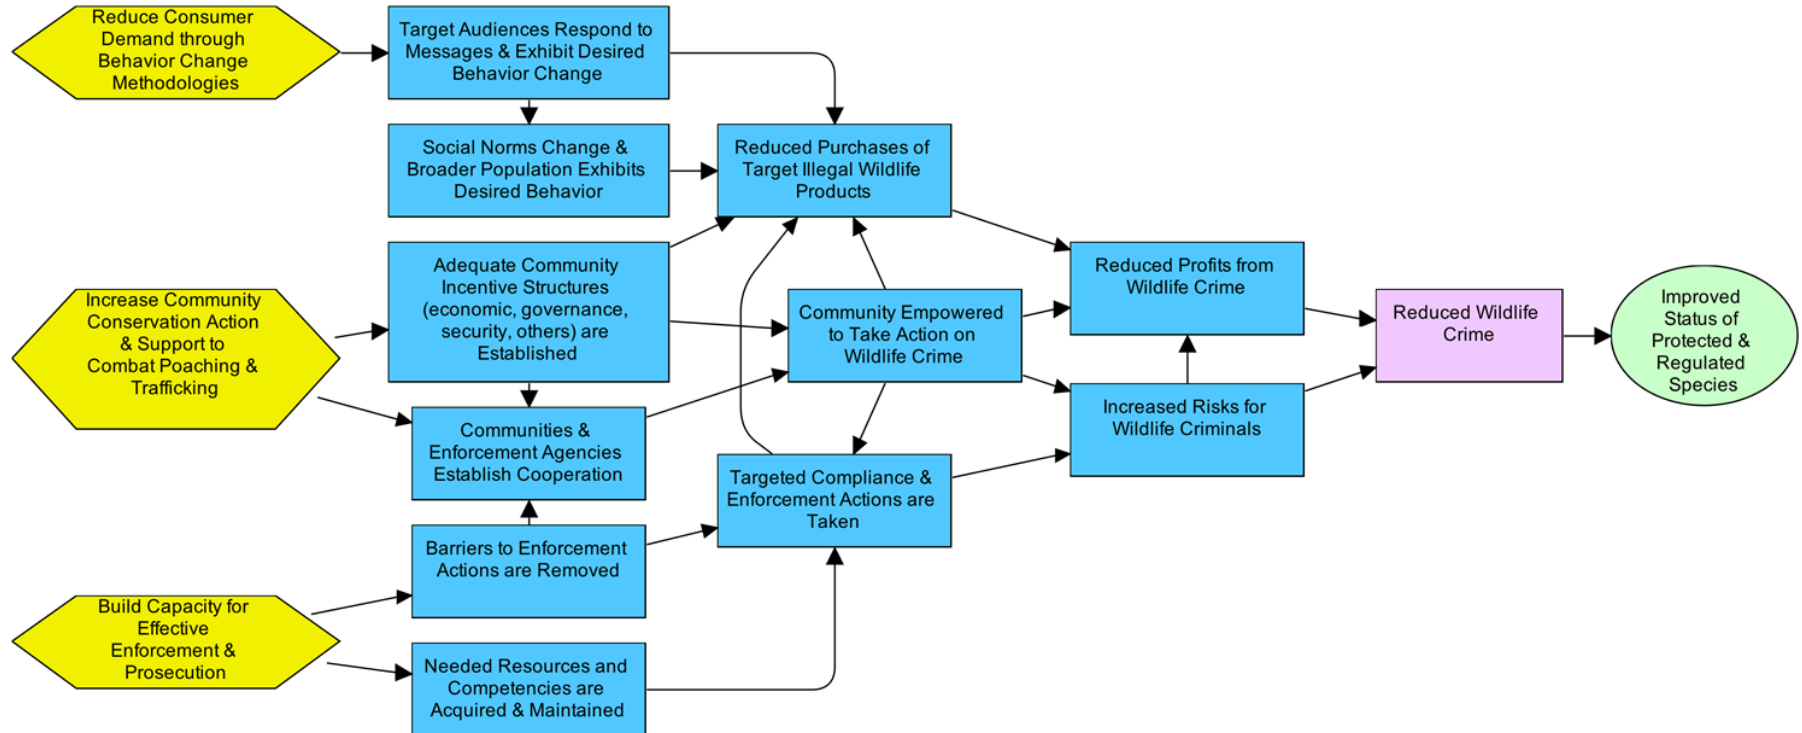 Reduce Consumer
Demand through
Behavior Change
Methodologies
Target Audiences Respond to
Messages & Exhibit Desired
Behavior Change
Social Norms Change &
Broader Population Exhibits
Desired Behavior
Reduced Purchases of
Target Illegal Wildlife
Products
Increase Community
Conservation Action
& Support to
Combat Poaching &
Trafficking
Adequate Community
Incentive Structures
(economic, governance,
security, others) are
Established
Community Empowered
to Take Action on
Wildlife Crime
Reduced Profits from
Wildlife Crime
Reduced Wildlife
Crime
Improved
Status of
Protected &
Regulated
Species
Communities &
Enforcement Agencies
Establish Cooperation
Increased Risks for
Wildlife Criminals
Targeted Compliance &
Enforcement Actions are
Taken
Barriers to Enforcement
Actions are Removed
Build Capacity for
Effective
Enforcement &
Prosecution
Needed Resources and
Competencies are
Acquired & Maintained